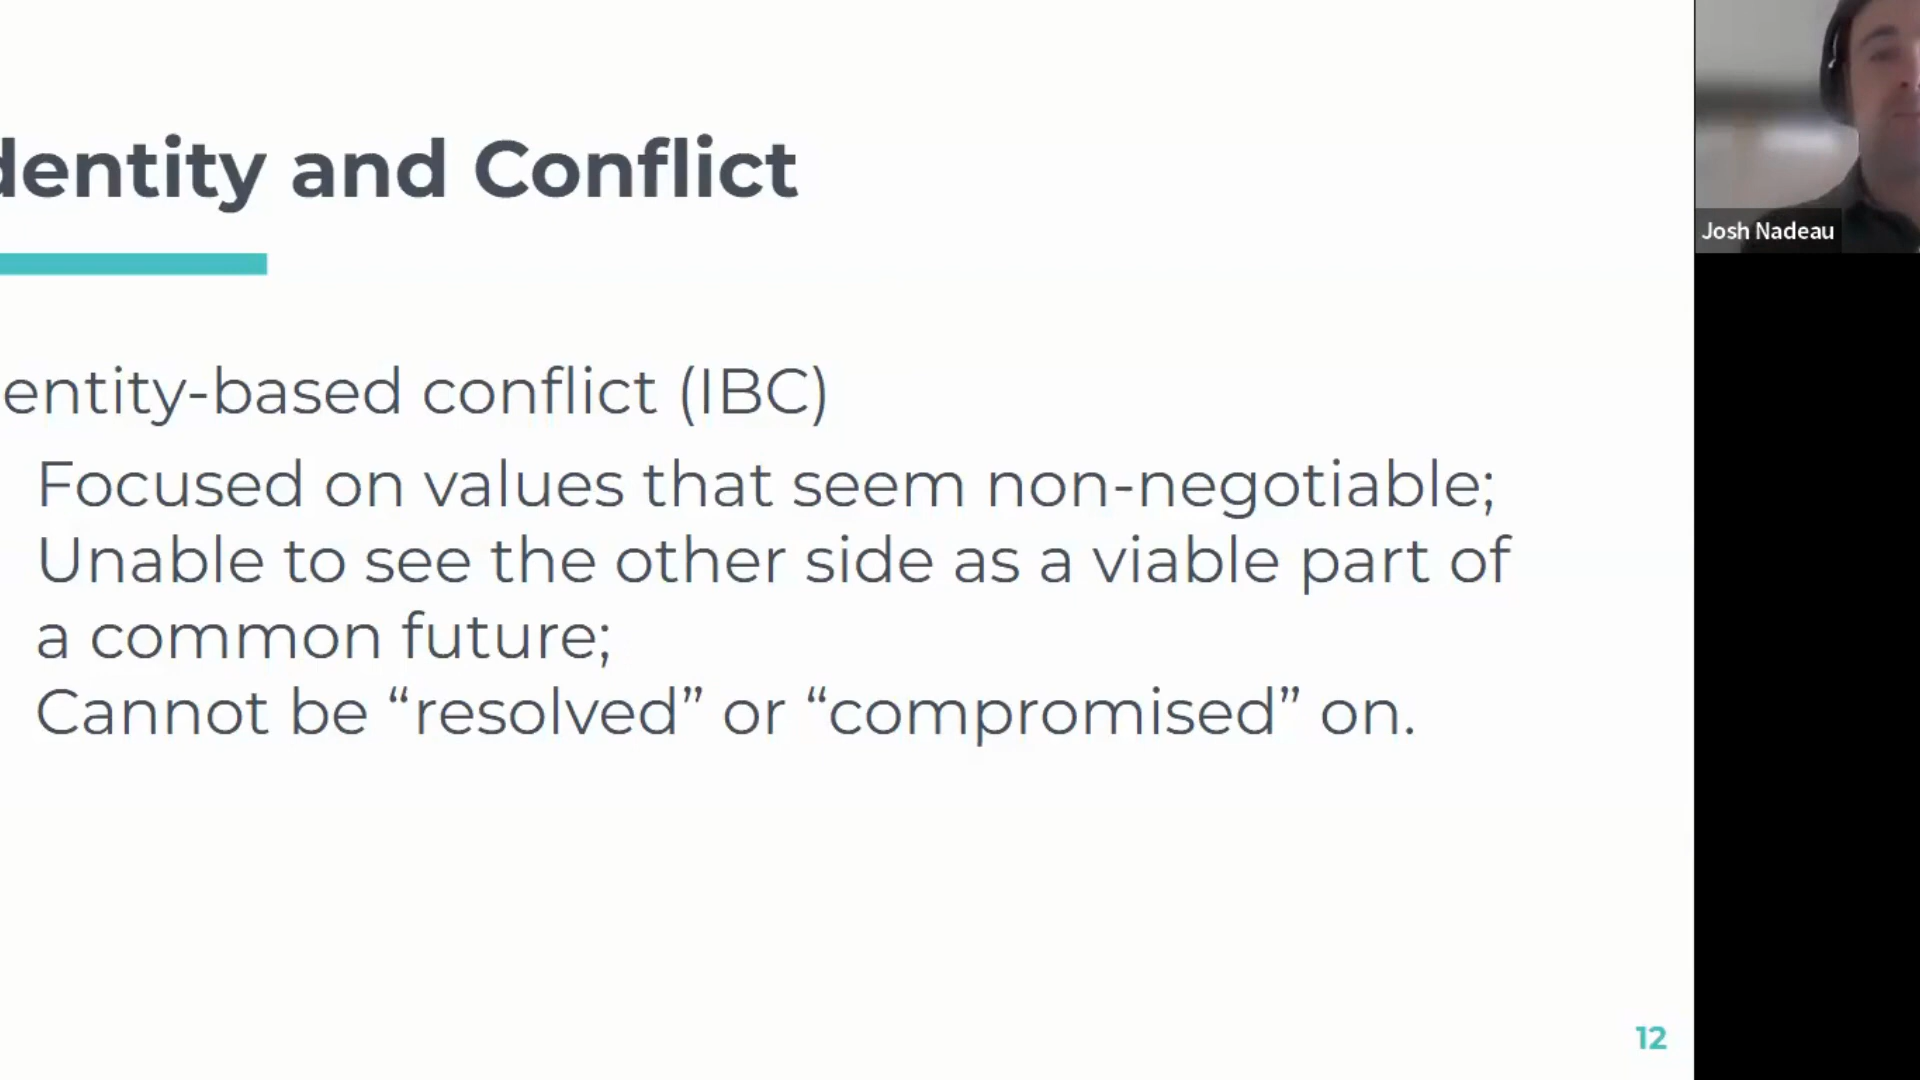 dentity and Conflict
entity-based conflict (IBC)
Focused on values that seem non-negotiable;
Unable to see the other side as a viable part of
a common future;
Cannot be “resolved” or “compromised” on.
12
Josh Nadeau